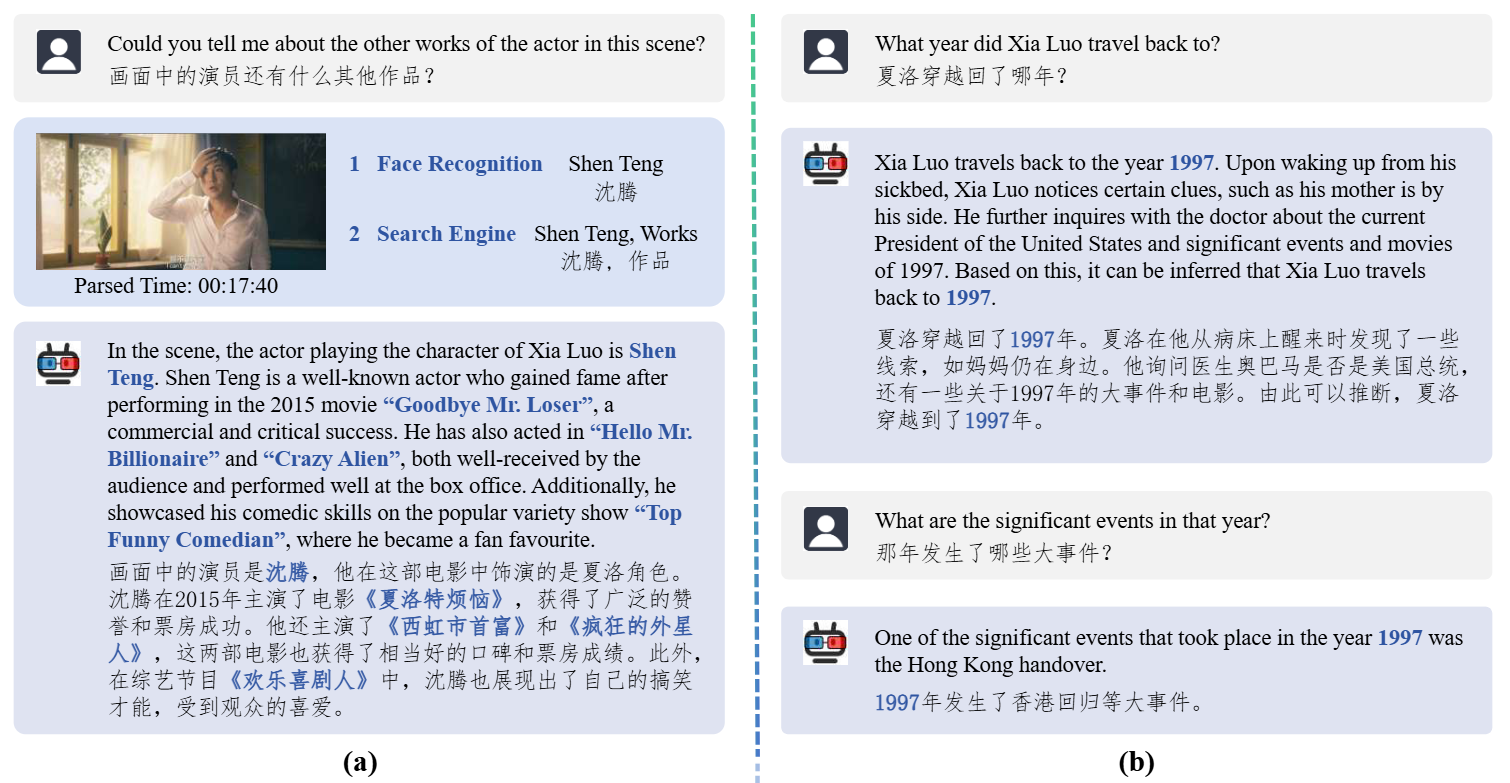 Could you tell me about the other works of the actor in this scene?
画面中的演员还有什么其他作品？
1 Face Recognition Shen Teng
沈腾
2 Search Engine Shen Teng, Works
沈腾，作品
Parsed Time: 00:17:40
In the scene, the actor playing the character of Xia Luo is Shen
Teng. Shen Teng is a well-known actor who gained fame after
performing in the 2015 movie “Goodbye Mr. Loser”, a
commercial and critical success. He has also acted in “Hello Mr.
Billionaire” and “Crazy Alien”, both well-received by the
audience and performed well at the box office. Additionally, he
showcased his comedic skills on the popular variety show “Top
Funny Comedian”, where he became a fan favourite.
画面中的演员是沈腾，他在这部电影中饰演的是夏洛角色。
沈腾在2015年主演了电影《夏洛特烦恼》，获得了广泛的赞
誉和票房成功。他还主演了《西虹市首富》和《疯狂的外星
人》，这两部电影也获得了相当好的口碑和票房成绩。此外，
在综艺节目《欢乐喜剧人》中，沈腾也展现出了自己的搞笑
才能，受到观众的喜爱。
(a)
What year did Xia Luo travel back to?
夏洛穿越回了哪年？
Xia Luo travels back to the year 1997. Upon waking up from his
sickbed, Xia Luo notices certain clues, such as his mother is by
his side. He further inquires with the doctor about the current
President of the United States and significant events and movies
of 1997. Based on this, it can be inferred that Xia Luo travels
back to 1997.
夏洛穿越回了1997年。夏洛在他从病床上醒来时发现了一些
线索，如妈妈仍在身边。他询问医生奥巴马是否是美国总统，
还有一些关于1997年的大事件和电影。由此可以推断，夏洛
穿越到了1997年。
What are the significant events in that year?
那年发生了哪些大事件？
One of the significant events that took place in the year 1997 was
the Hong Kong handover.
1997年发生了香港回归等大事件。
(b)